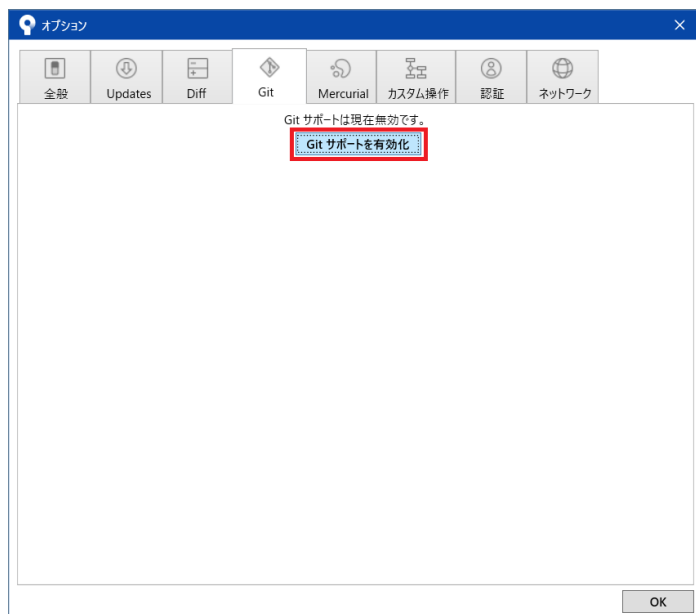 オプション
全般
Updates
Diff
Git
Mercurial
カスタム操作
認証
ネットワーク
Git サポートは現在無効です。
Git サポートを有効化
OK